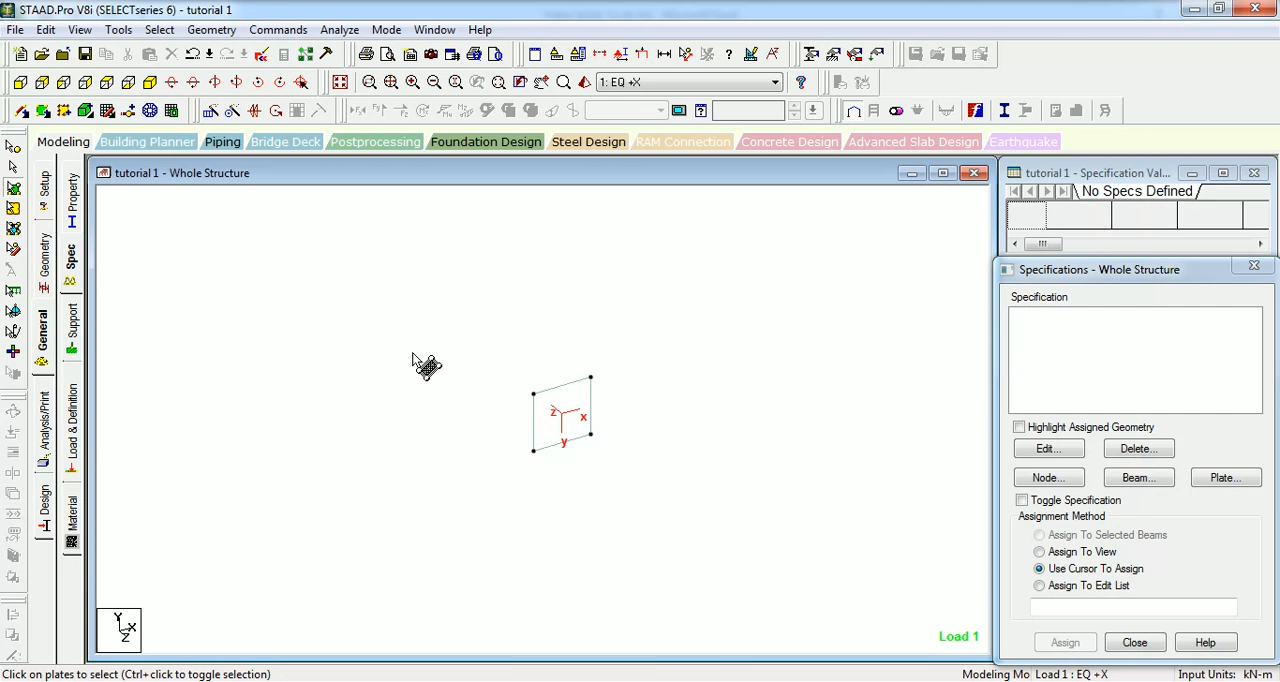 STAAD.Pro V8i (SELECTseries 6) - tutorial 1
File Edit View Tools Select Geometry Commands Analyze Mode Window Help
1: EQ +X
Modeling Building Planner Piping Bridge Deck Postprocessing Foundation Design Steel Design RAM Connection Concrete Design Advanced Slab Design Earthquake
tutorial 1 - Whole Structure
tutorial 1 - Specification Val...
No Specs Defined
Setup
Geometry
General
Analysis/Print
Design
Property
Spec
Support
Load & Definition
Material
z
x
y
Y
X
Z
Load 1
Specifications - Whole Structure
Specification
Highlight Assigned Geometry
Edit... Delete...
Node... Beam... Plate...
Toggle Specification
Assignment Method
Assign To Selected Beams
Assign To View
Use Cursor To Assign
Assign To Edit List
Assign Close Help
Click on plates to select (Ctrl+click to toggle selection) Modeling Mo Load 1 : EQ +X Input Units: kN-m